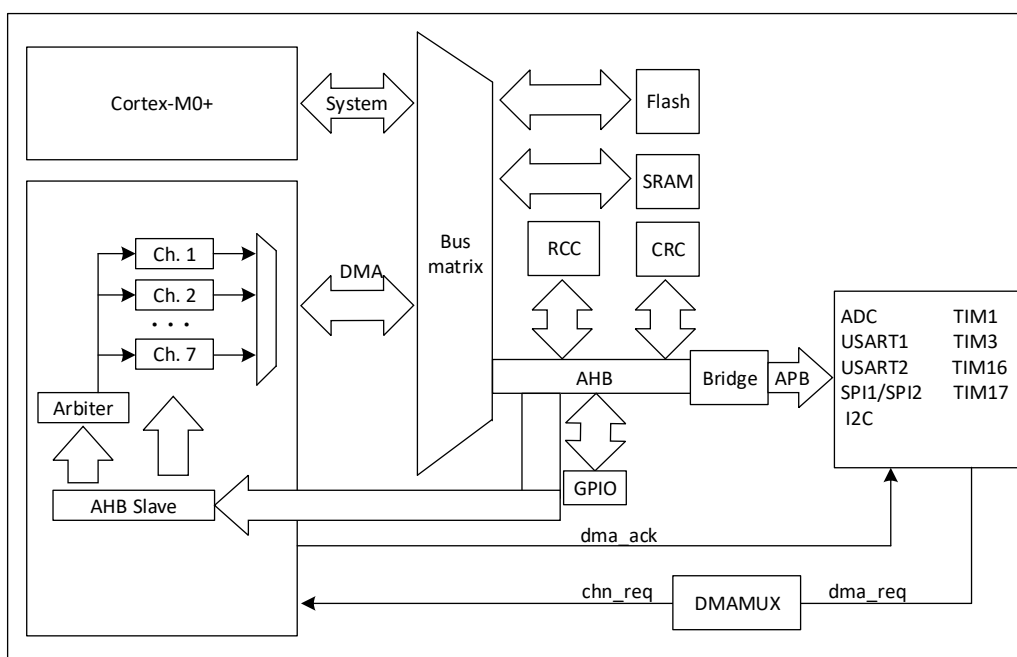 Cortex-M0+
System
Flash
SRAM
RCC
CRC
Bus
matrix
DMA
Ch. 1
Ch. 2
. . .
Ch. 7
Arbiter
AHB Slave
AHB
Bridge
APB
GPIO
ADC TIM1
USART1 TIM3
USART2 TIM16
SPI1/SPI2 TIM17
I2C
dma_ack
chn_req
DMAMUX
dma_req